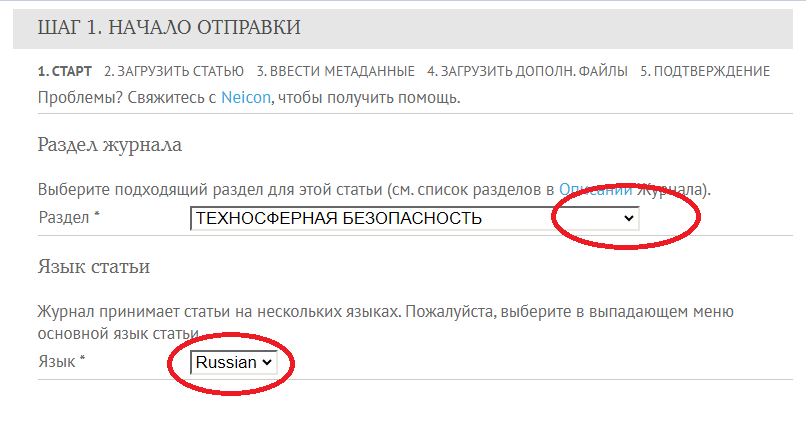 ШАГ 1. НАЧАЛО ОТПРАВКИ
1. СТАРТ 2. ЗАГРУЗИТЬ СТАТЬЮ 3. ВВЕСТИ МЕТАДАННЫЕ 4. ЗАГРУЗИТЬ ДОПОЛН. ФАЙЛЫ 5. ПОДТВЕРЖДЕНИЕ
Проблемы? Свяжитесь с Neicon, чтобы получить помощь.
Раздел журнала
Выберите подходящий раздел для этой статьи (см. список разделов в Описании Журнала).
Раздел * ТЕХНОСФЕРНАЯ БЕЗОПАСНОСТЬ
Язык статьи
Журнал принимает статьи на нескольких языках. Пожалуйста, выберите в выпадающем меню
основной язык статьи.
Язык * Russian